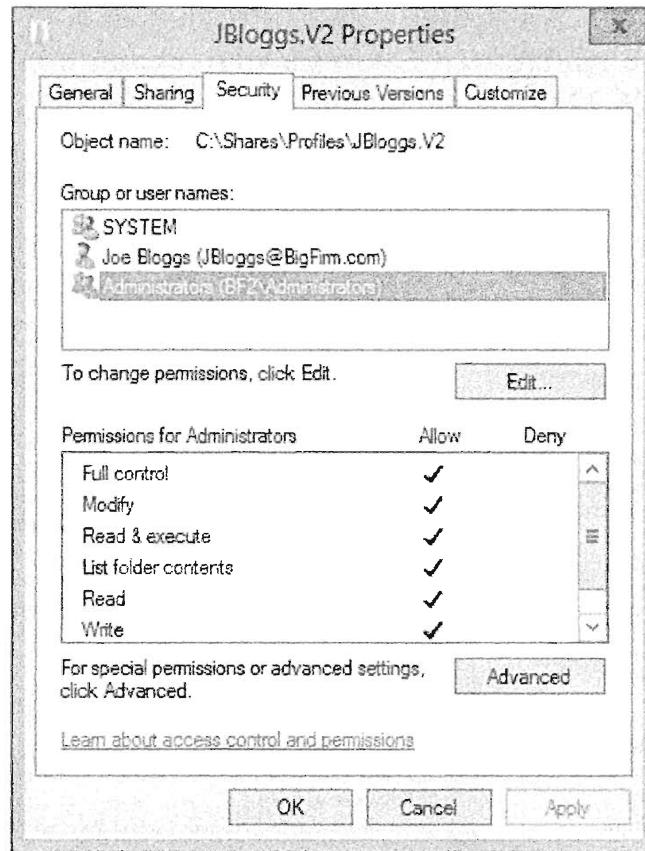 JBloggs.V2 Properties
x
General Sharing Security Previous Versions Customize
Object name: C:\Shares\Profiles\JBloggs.V2
Group or user names:
SYSTEM
Joe Bloggs (JBloggs@BigFirm.com)
Administrators (BF2\Administrators)
To change permissions, click Edit.
Edit...
Permissions for Administrators Allow Deny
Full control
Modify
Read & execute
List folder contents
Read
Write
For special permissions or advanced settings,
click Advanced.
Advanced
Learn about access control and permissions
OK Cancel Apply